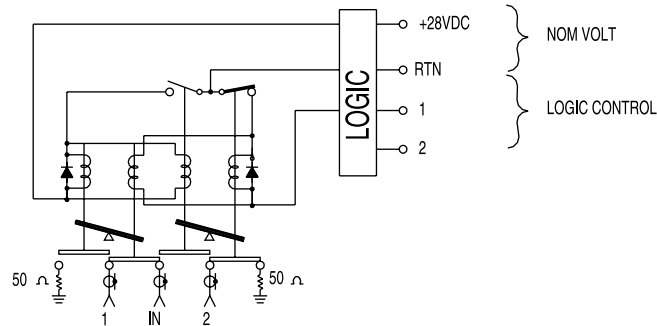 +28VDC
NOM VOLT
RTN
LOGIC
1
LOGIC CONTROL
2
50 Ω
50 Ω
1
IN
2